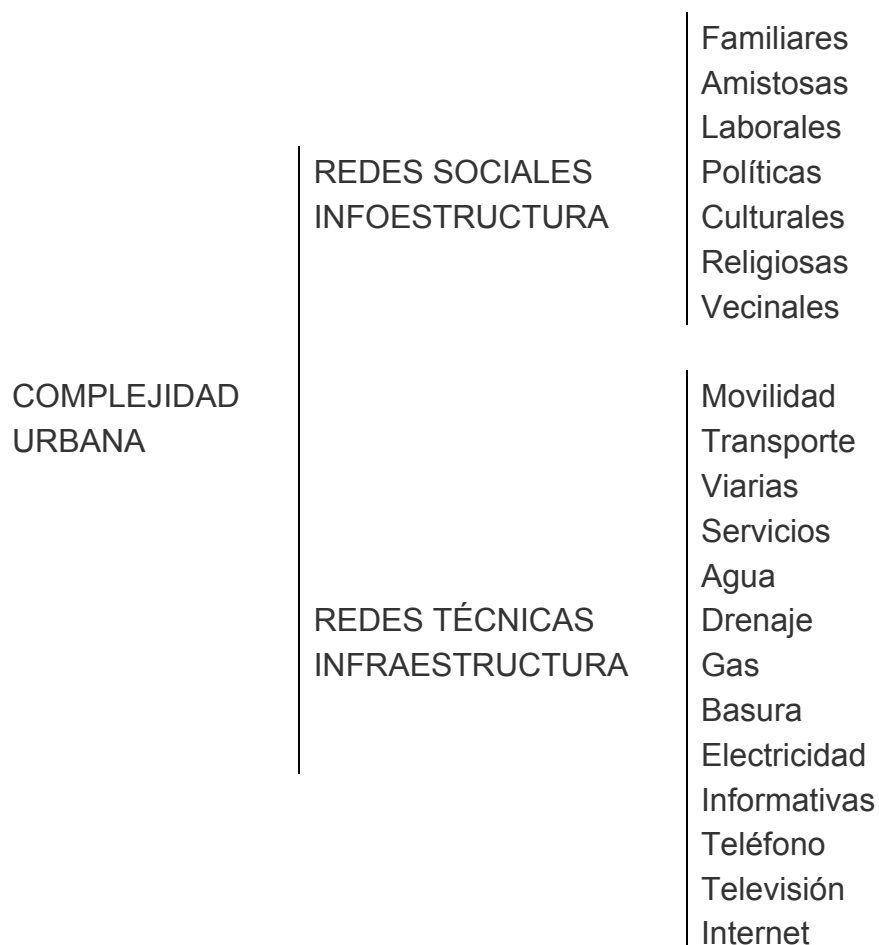 COMPLEJIDAD
URBANA
REDES SOCIALES
INFOESTRUCTURA
Familiares
Amistosas
Laborales
Políticas
Culturales
Religiosas
Vecinales
REDES TÉCNICAS
INFRAESTRUCTURA
Movilidad
Transporte
Viarias
Servicios
Agua
Drenaje
Gas
Basura
Electricidad
Informativas
Teléfono
Televisión
Internet